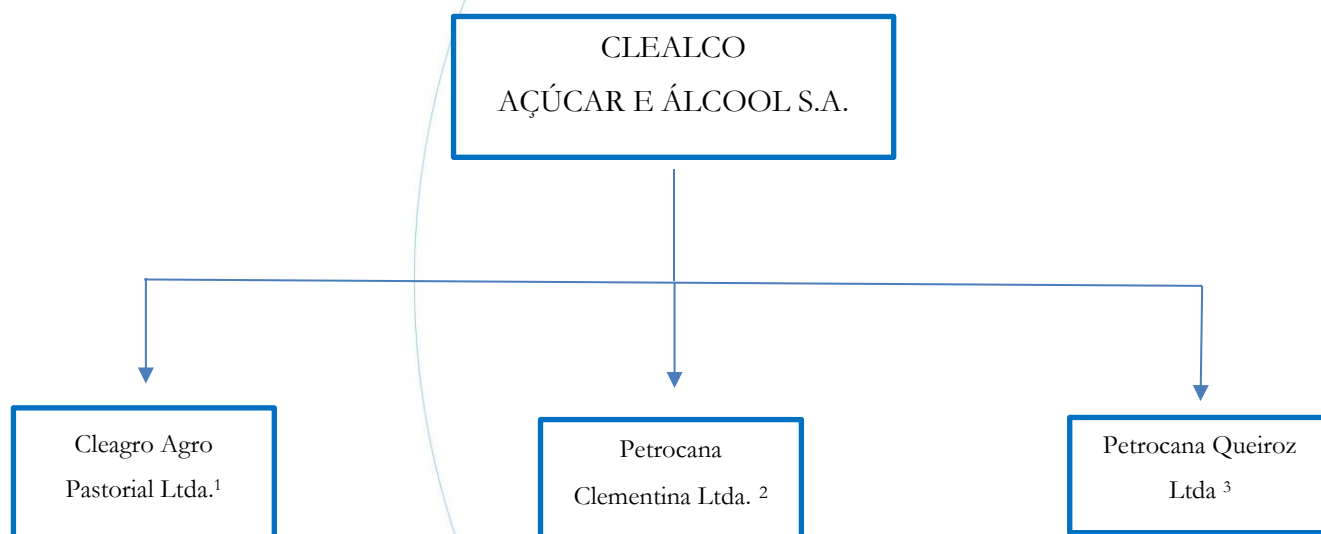 CLEALCO
AÇÚCAR E ÁLCOOL S.A.
Cleagro Agro
Pastorial Ltda.¹
Petrocana
Clementina Ltda. ²
Petrocana Queiroz
Ltda ³